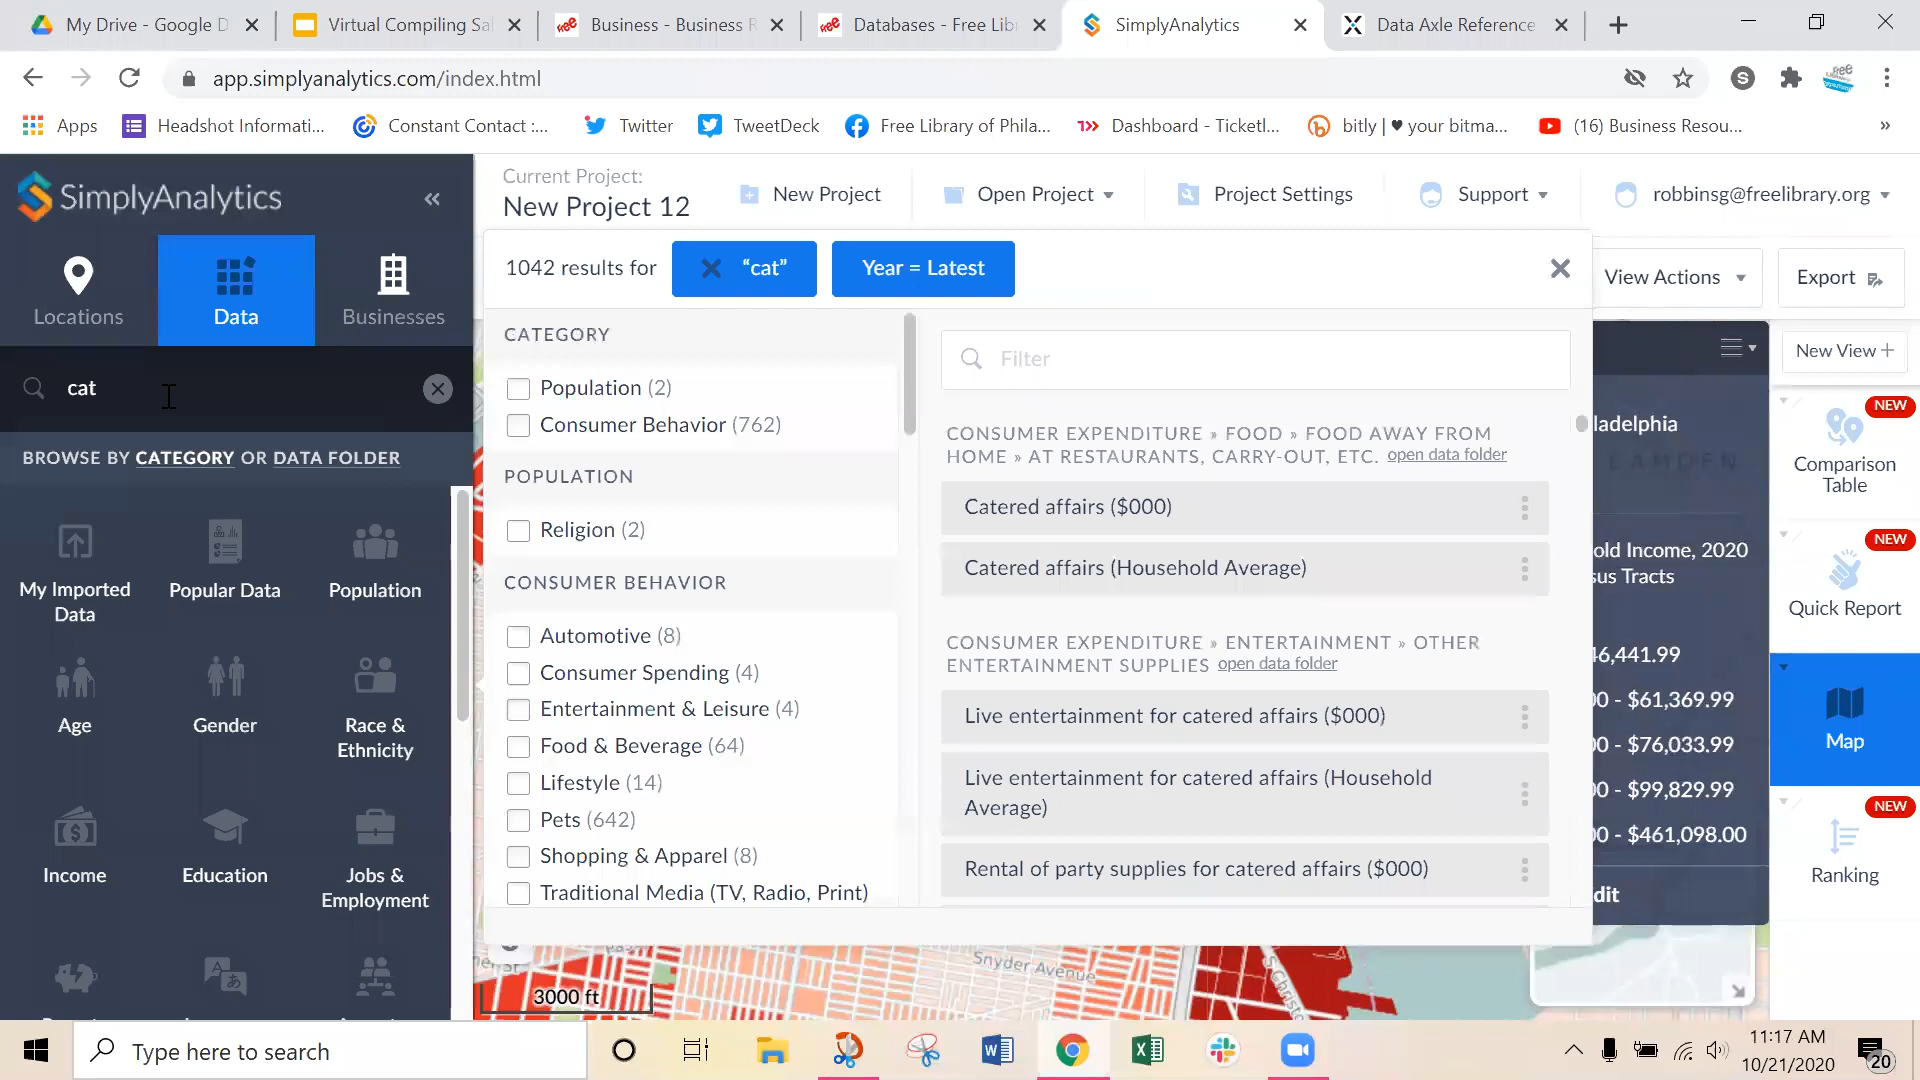 My Drive - Google D
Virtual Compiling Sal
Business - Business R
Databases - Free Libr
SimplyAnalytics
Data Axle Reference
app.simplyanalytics.com/index.html
Apps
Headshot Informati...
Constant Contact :...
Twitter
TweetDeck
Free Library of Phila...
Dashboard - Ticketl...
bitly | ♥ your bitma...
(16) Business Resou...
»
SimplyAnalytics
«
Current Project:
New Project 12
New Project
Open Project
Project Settings
Support
robbinsg@freelibrary.org
Locations
Data
Businesses
1042 results for
"cat"
Year = Latest
View Actions
Export
cat
BROWSE BY CATEGORY OR DATA FOLDER
My Imported
Data
Popular Data
Population
Age
Gender
Race &
Ethnicity
Income
Education
Jobs &
Employment
CATEGORY
Population (2)
Consumer Behavior (762)
POPULATION
Religion (2)
CONSUMER BEHAVIOR
Automotive (8)
Consumer Spending (4)
Entertainment & Leisure (4)
Food & Beverage (64)
Lifestyle (14)
Pets (642)
Shopping & Apparel (8)
Traditional Media (TV, Radio, Print)
Filter
CONSUMER EXPENDITURE » FOOD » FOOD AWAY FROM
HOME » AT RESTAURANTS, CARRY-OUT, ETC. open data folder
Catered affairs ($000)
Catered affairs (Household Average)
CONSUMER EXPENDITURE » ENTERTAINMENT » OTHER
ENTERTAINMENT SUPPLIES open data folder
Live entertainment for catered affairs ($000)
Live entertainment for catered affairs (Household
Average)
Rental of party supplies for catered affairs ($000)
ladelphia
CAMDEN
old Income, 2020
sus Tracts
46,441.99
00 - $61,369.99
00 - $76,033.99
00 - $99,829.99
00 - $461,098.00
dit
New View +
NEW
Comparison
Table
NEW
Quick Report
Map
NEW
Ranking
Snyder Avenue
3000 ft
Type here to search
11:17 AM
10/21/2020
20